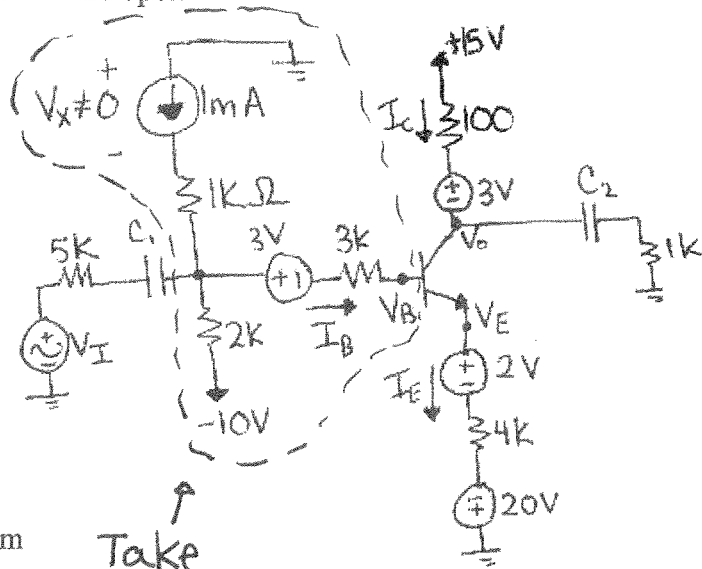 +15V
+
Vx≠0
-
1mA
Ic
100
1KΩ
+
-
3V
C2
5K
C1
3V
3K
Vo
1k
+
-
VB
VE
IB
+
-
VI
2K
IE
+
-
2V
-10V
4K
-
+
20V
m
Take